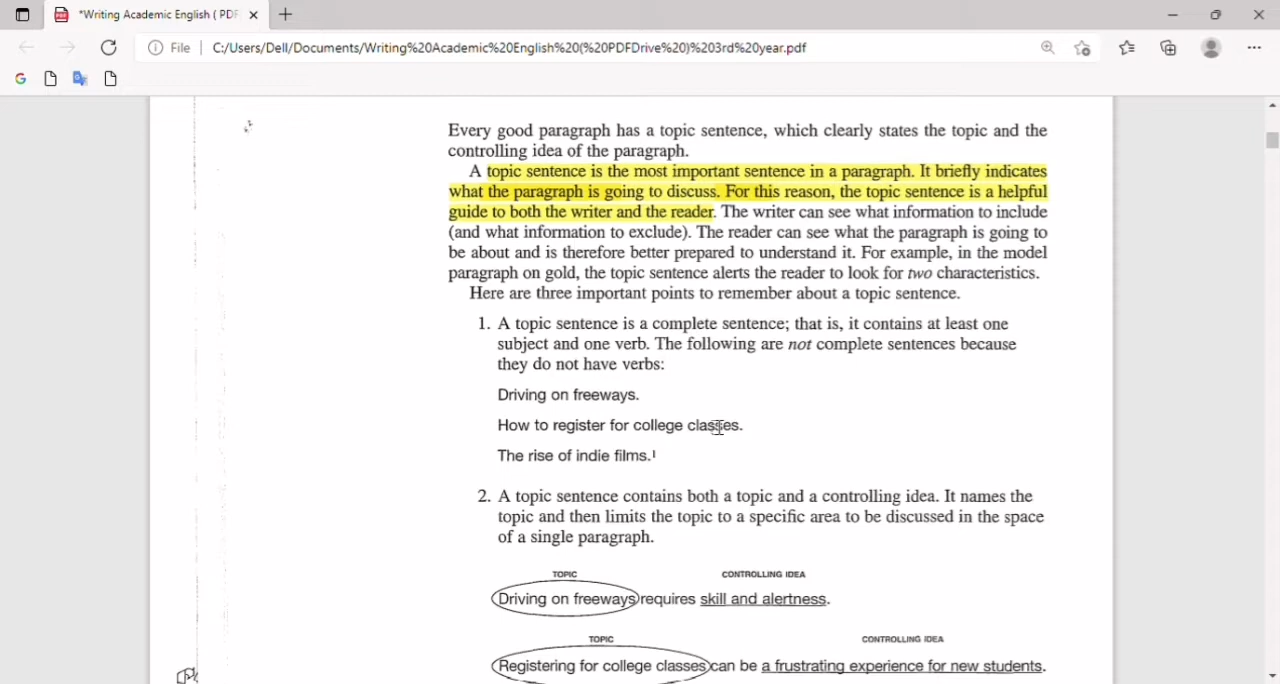 *Writing Academic English ( PDF
File
C:/Users/Dell/Documents/Writing%20Academic%20English%20(%20PDFDrive%20)%203rd%20year.pdf
Every good paragraph has a topic sentence, which clearly states the topic and the
controlling idea of the paragraph.
A topic sentence is the most important sentence in a paragraph. It briefly indicates
what the paragraph is going to discuss. For this reason, the topic sentence is a helpful
guide to both the writer and the reader. The writer can see what information to include
(and what information to exclude). The reader can see what the paragraph is going to
be about and is therefore better prepared to understand it. For example, in the model
paragraph on gold, the topic sentence alerts the reader to look for two characteristics.
Here are three important points to remember about a topic sentence.
1. A topic sentence is a complete sentence; that is, it contains at least one
subject and one verb. The following are not complete sentences because
they do not have verbs:
Driving on freeways.
How to register for college classes.
The rise of indie films.¹
2. A topic sentence contains both a topic and a controlling idea. It names the
topic and then limits the topic to a specific area to be discussed in the space
of a single paragraph.
TOPIC CONTROLLING IDEA
Driving on freeways requires skill and alertness.
TOPIC CONTROLLING IDEA
Registering for college classes can be a frustrating experience for new students.